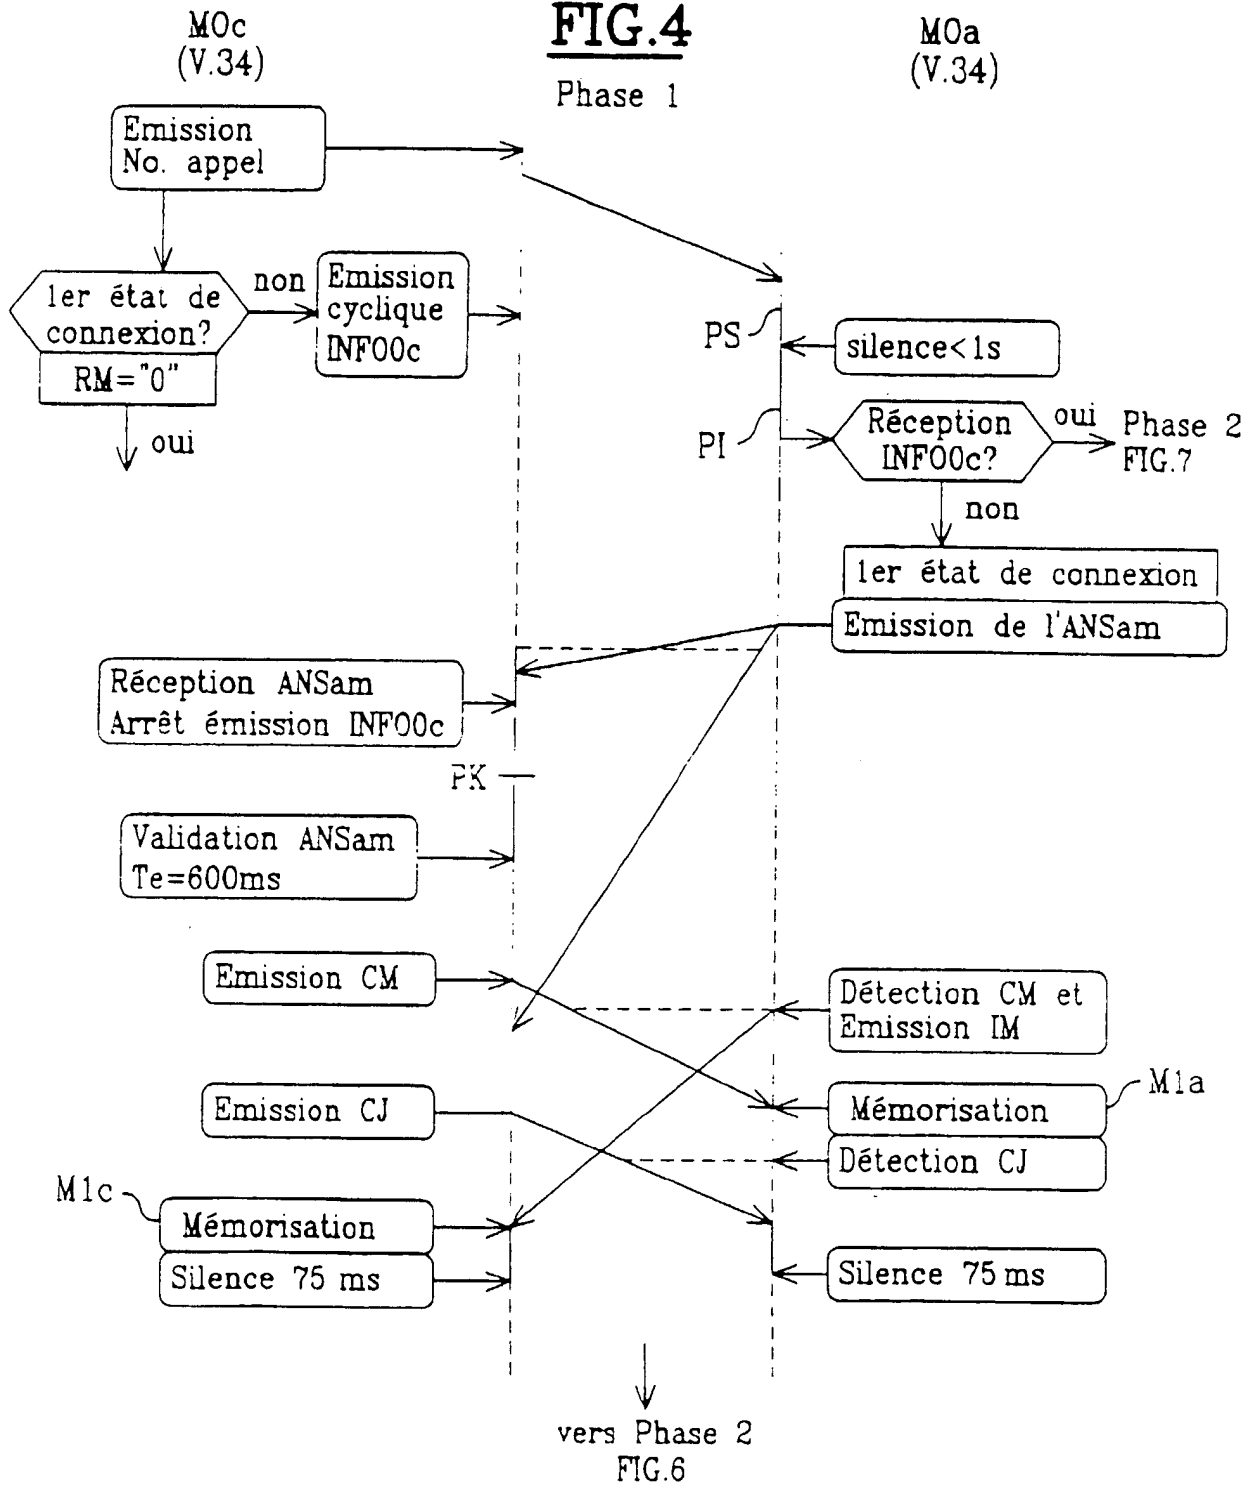 FIG.4
MOc
(V.34)
MOa
(V.34)
Phase 1
Emission
No. appel
1er état de
connexion?
RM="0"
non
oui
Emission
cyclique
INFO0c
PS
silence<1s
PI
Réception
INFO0c?
oui
Phase 2
FIG.7
non
1er état de connexion
Emission de l'ANSam
Réception ANSam
Arrêt émission INFO0c
PK
Validation ANSam
Te=600ms
Emission CM
Détection CM et
Emission IM
Emission CJ
Mémorisation
M1a
Détection CJ
M1c
Mémorisation
Silence 75 ms
Silence 75 ms
vers Phase 2
FIG.6